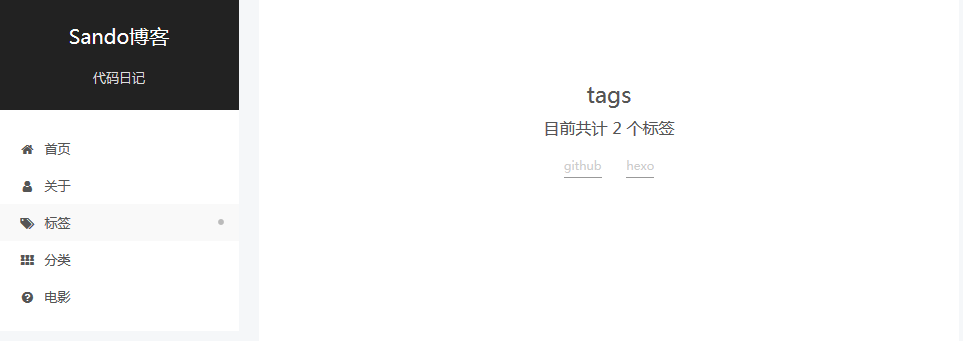 Sando博客
代码日记
首页
关于
标签
分类
电影
tags
目前共计 2 个标签
github hexo